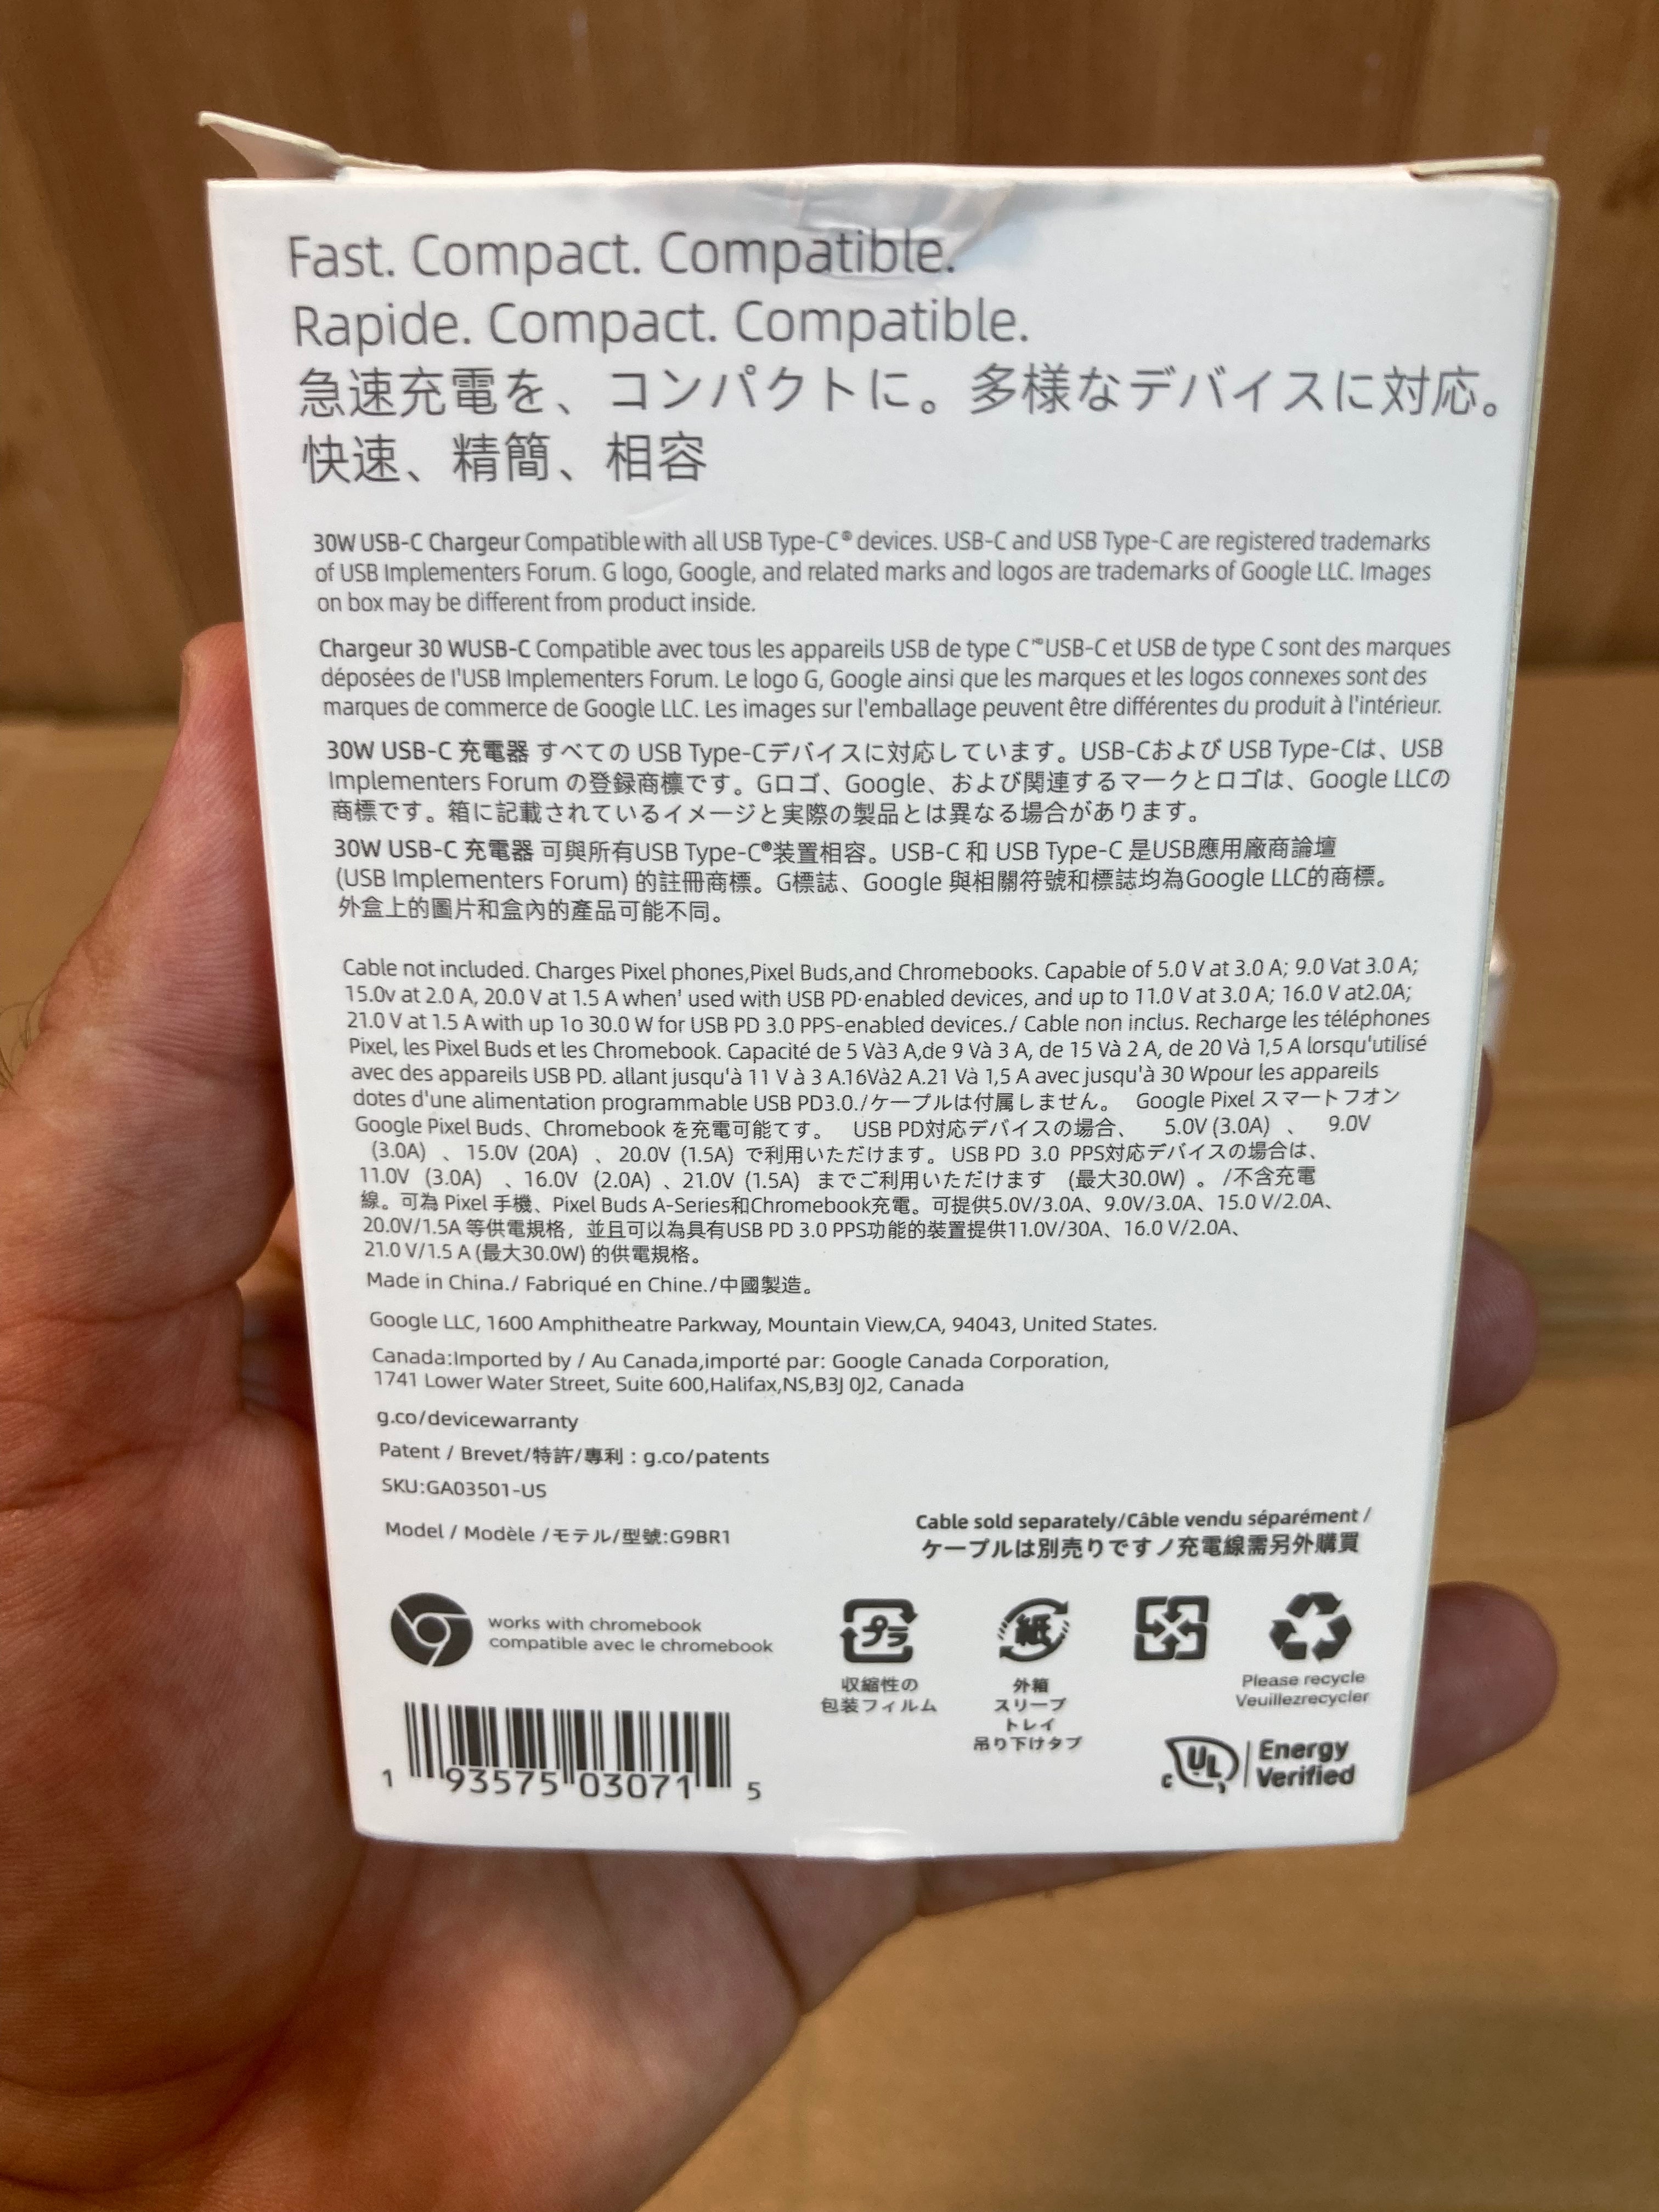 Fast. Compact. Compatible.
Rapide. Compact. Compatible.
急速充電を、コンパクトに。多様なデバイスに対応。
快速、精簡、相容
30W USB-C Chargeur Compatible with all USB Type-C® devices. USB-C and USB Type-C are registered trademarks
of USB Implementers Forum. G logo, Google, and related marks and logos are trademarks of Google LLC. Images
on box may be different from product inside.
Chargeur 30 WUSB-C Compatible avec tous les appareils USB de type C™USB-C et USB de type C sont des marques
déposées de l'USB Implementers Forum. Le logo G, Google ainsi que les marques et les logos connexes sont des
marques de commerce de Google LLC. Les images sur l'emballage peuvent être différentes du produit à l'intérieur.
30W USB-C 充電器 すべての USB Type-Cデバイスに対応しています。USB-Cおよび USB Type-Cは、USB
Implementers Forum の登録商標です。Gロゴ、Google、および関連するマークとロゴは、Google LLCの
商標です。箱に記載されているイメージと実際の製品とは異なる場合があります。
30W USB-C 充電器 可與所有USB Type-C®装置相容。USB-C 和 USB Type-C 是USB應用廠商論壇
(USB Implementers Forum) 的註冊商標。G標誌、Google 與相關符號和標誌均為Google LLC的商標。
外盒上的圖片和盒內的產品可能不同。
Cable not included. Charges Pixel phones,Pixel Buds,and Chromebooks. Capable of 5.0 V at 3.0 A; 9.0 Vat 3.0 A;
15.0v at 2.0 A, 20.0 V at 1.5 A when' used with USB PD·enabled devices, and up to 11.0 V at 3.0 A; 16.0 V at2.0A;
21.0 V at 1.5 A with up 1o 30.0 W for USB PD 3.0 PPS-enabled devices./ Cable non inclus. Recharge les téléphones
Pixel, les Pixel Buds et les Chromebook. Capacité de 5 Và3 A,de 9 Và 3 A, de 15 Và 2 A, de 20 Và 1,5 A lorsqu'utilisé
avec des appareils USB PD. allant jusqu'à 11 V à 3 A.16Và2 A.21 Và 1,5 A avec jusqu'à 30 Wpour les appareils
dotes d'une alimentation programmable USB PD3.0./ケーブルは付属しません。 Google Pixel スマートフオン
Google Pixel Buds、Chromebook を充電可能てす。 USB PD対応デバイスの場合、 5.0V (3.0A) 、 9.0V
(3.0A) 、15.0V (20A) 、20.0V (1.5A) で利用いただけます。USB PD 3.0 PPS対応デバイスの場合は、
11.0V (3.0A) 、16.0V (2.0A) 、21.0V (1.5A) までご利用いただけます (最大30.0W) 。/不含充電
線。可為 Pixel 手機、Pixel Buds A-Series和Chromebook充電。可提供5.0V/3.0A、9.0V/3.0A、15.0 V/2.0A、
20.0V/1.5A 等供電規格，並且可以為具有USB PD 3.0 PPS功能的裝置提供11.0V/30A、16.0 V/2.0A、
21.0 V/1.5 A (最大30.0W) 的供電規格。
Made in China./ Fabriqué en Chine./中國製造。
Google LLC, 1600 Amphitheatre Parkway, Mountain View,CA, 94043, United States.
Canada:Imported by / Au Canada,importé par: Google Canada Corporation,
1741 Lower Water Street, Suite 600,Halifax,NS,B3J 0J2, Canada
g.co/devicewarranty
Patent / Brevet/特許/專利：g.co/patents
SKU:GA03501-US
Model / Modèle /モテル/型號:G9BR1
Cable sold separately/Câble vendu séparément /
ケーブルは別売りですノ充電線需另外購買
works with chromebook
compatible avec le chromebook
プラ
収縮性の
包装フィルム
紙
外箱
スリーブ
トレイ
吊り下げタブ
Please recycle
Veuillezrecycler
1 93575 03071 5
c UL Energy
Verified